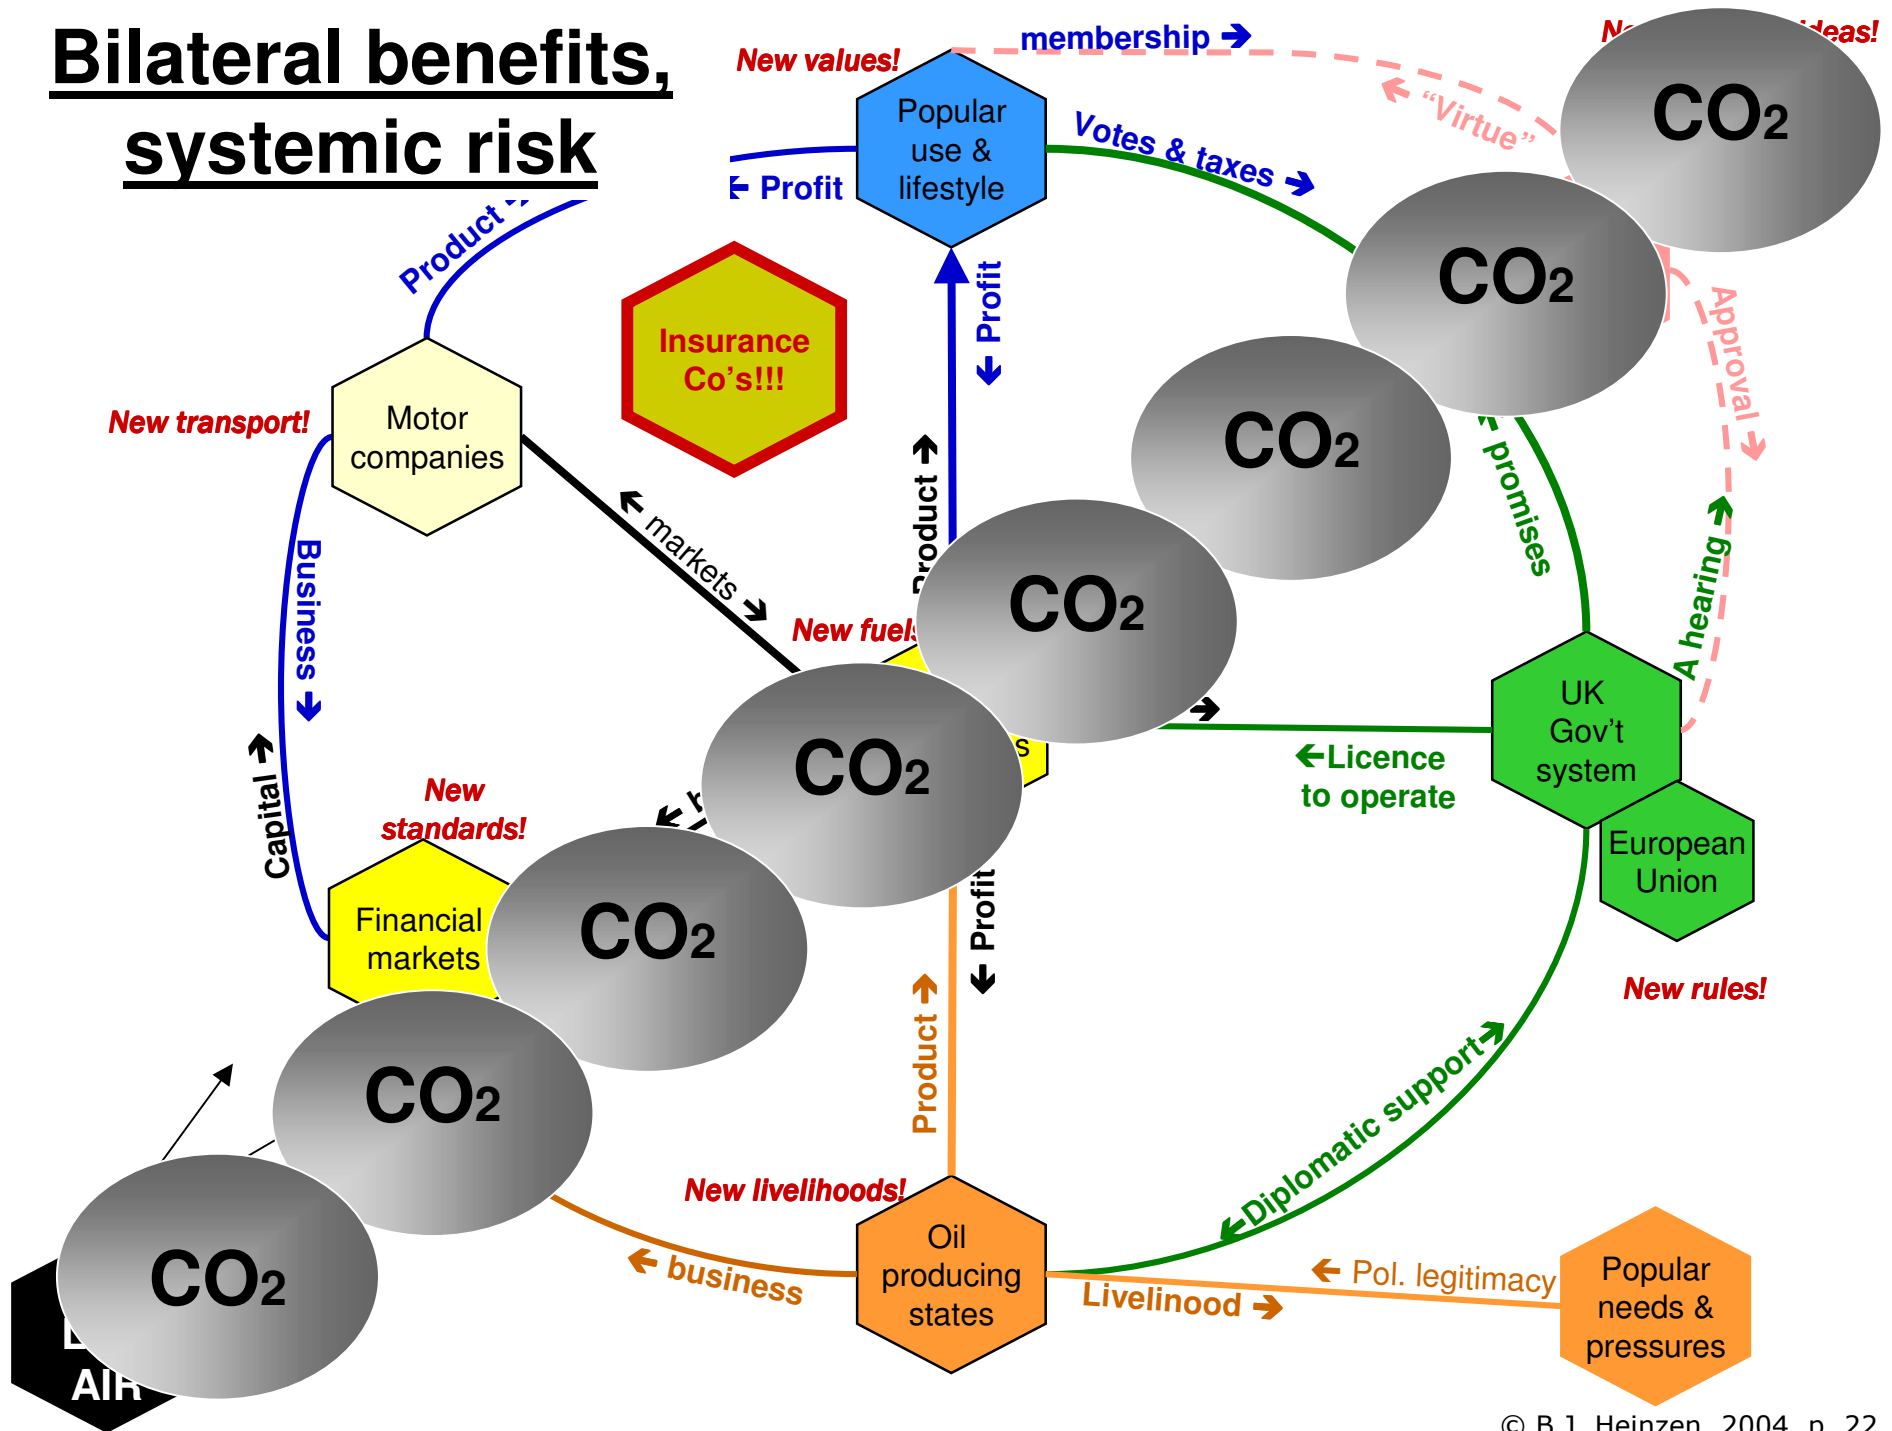 Bilateral benefits,
systemic risk
New values!
membership →
← “Virtue”
ideas!
CO2
Popular
use &
lifestyle
Votes & taxes →
← Profit
Product →
CO2
Insurance
Co’s!!!
← Profit
Approval →
Motor
companies
New transport!
CO2
← markets →
Product →
← promises
Business →
A hearing →
CO2
New fuels
→
UK
Gov’t
system
←Licence
to operate
CO2
s
Capital →
New
standards!
←
European
Union
Financial
markets
CO2
← Profit
New rules!
Product →
CO2
←Diplomatic support→
New livelihoods!
Oil
producing
states
← business
← Pol. legitimacy
Livelinood →
Popular
needs &
pressures
CO2
AIR
© B.J. Heinzen, 2004, p. 22